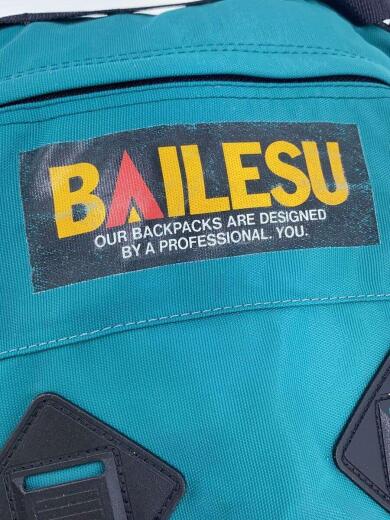 BAILESU
OUR BACKPACKS ARE DESIGNED
BY A PROFESSIONAL. YOU.